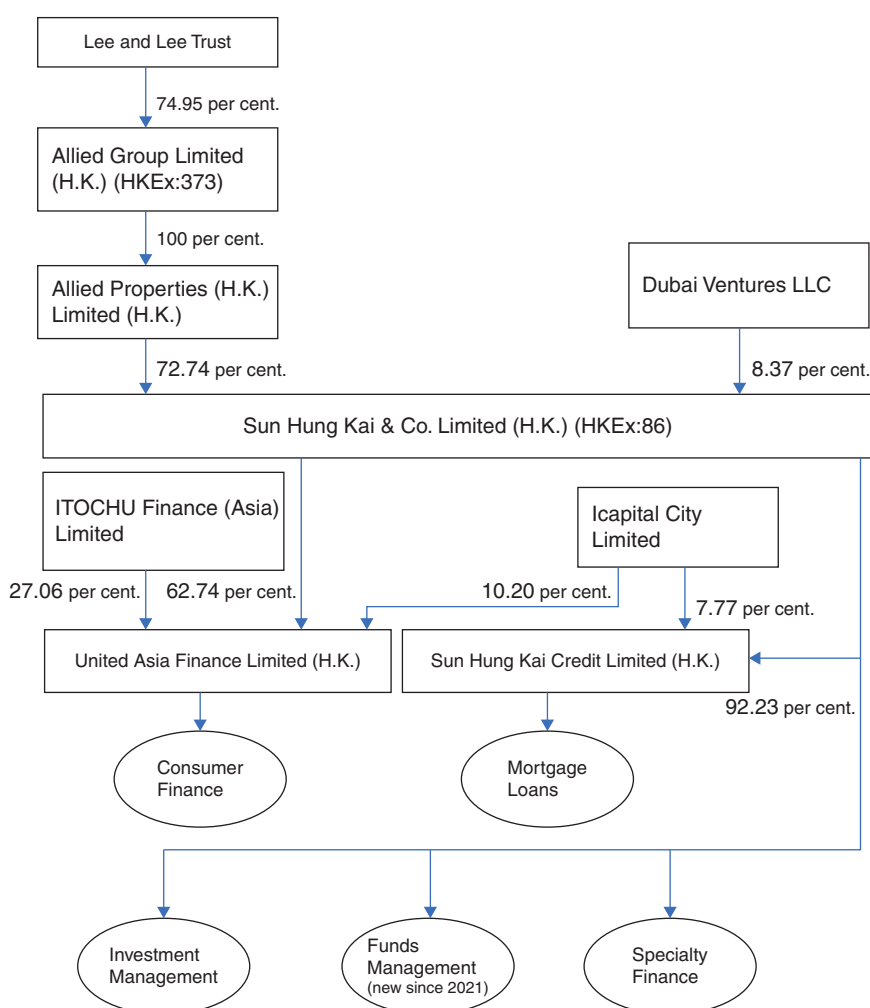 Lee and Lee Trust
74.95 per cent.
Allied Group Limited
(H.K.) (HKEx:373)
100 per cent.
Allied Properties (H.K.)
Limited (H.K.)
Dubai Ventures LLC
72.74 per cent.
8.37 per cent.
Sun Hung Kai & Co. Limited (H.K.) (HKEx:86)
ITOCHU Finance (Asia)
Limited
Icapital City
Limited
27.06 per cent.
62.74 per cent.
10.20 per cent.
7.77 per cent.
United Asia Finance Limited (H.K.)
Sun Hung Kai Credit Limited (H.K.)
92.23 per cent.
Consumer
Finance
Mortgage
Loans
Investment
Management
Funds
Management
(new since 2021)
Specialty
Finance